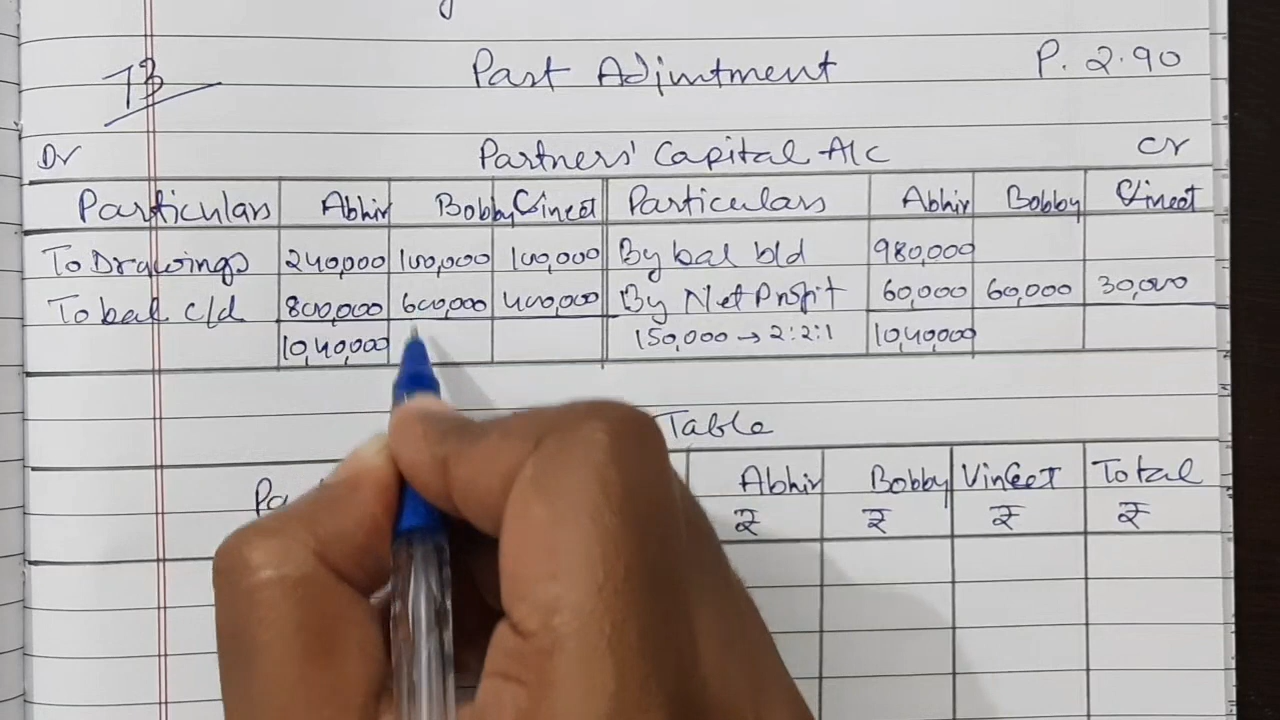 Past Adjustment P. 2.90
73
Dr Partners' Capital A/c Cr
Particulars Abhir Bobby Vineet Particulars Abhir Bobby Vineet
To Drawings 240,000 100,000 100,000 By bal b/d 980,000
To bal c/d 800,000 600,000 400,000 By Net Profit 60,000 60,000 30,000
10,40,000 150,000 → 2:2:1 10,40,000
Table
Abhir Bobby Vineet Total
₹ ₹ ₹ ₹